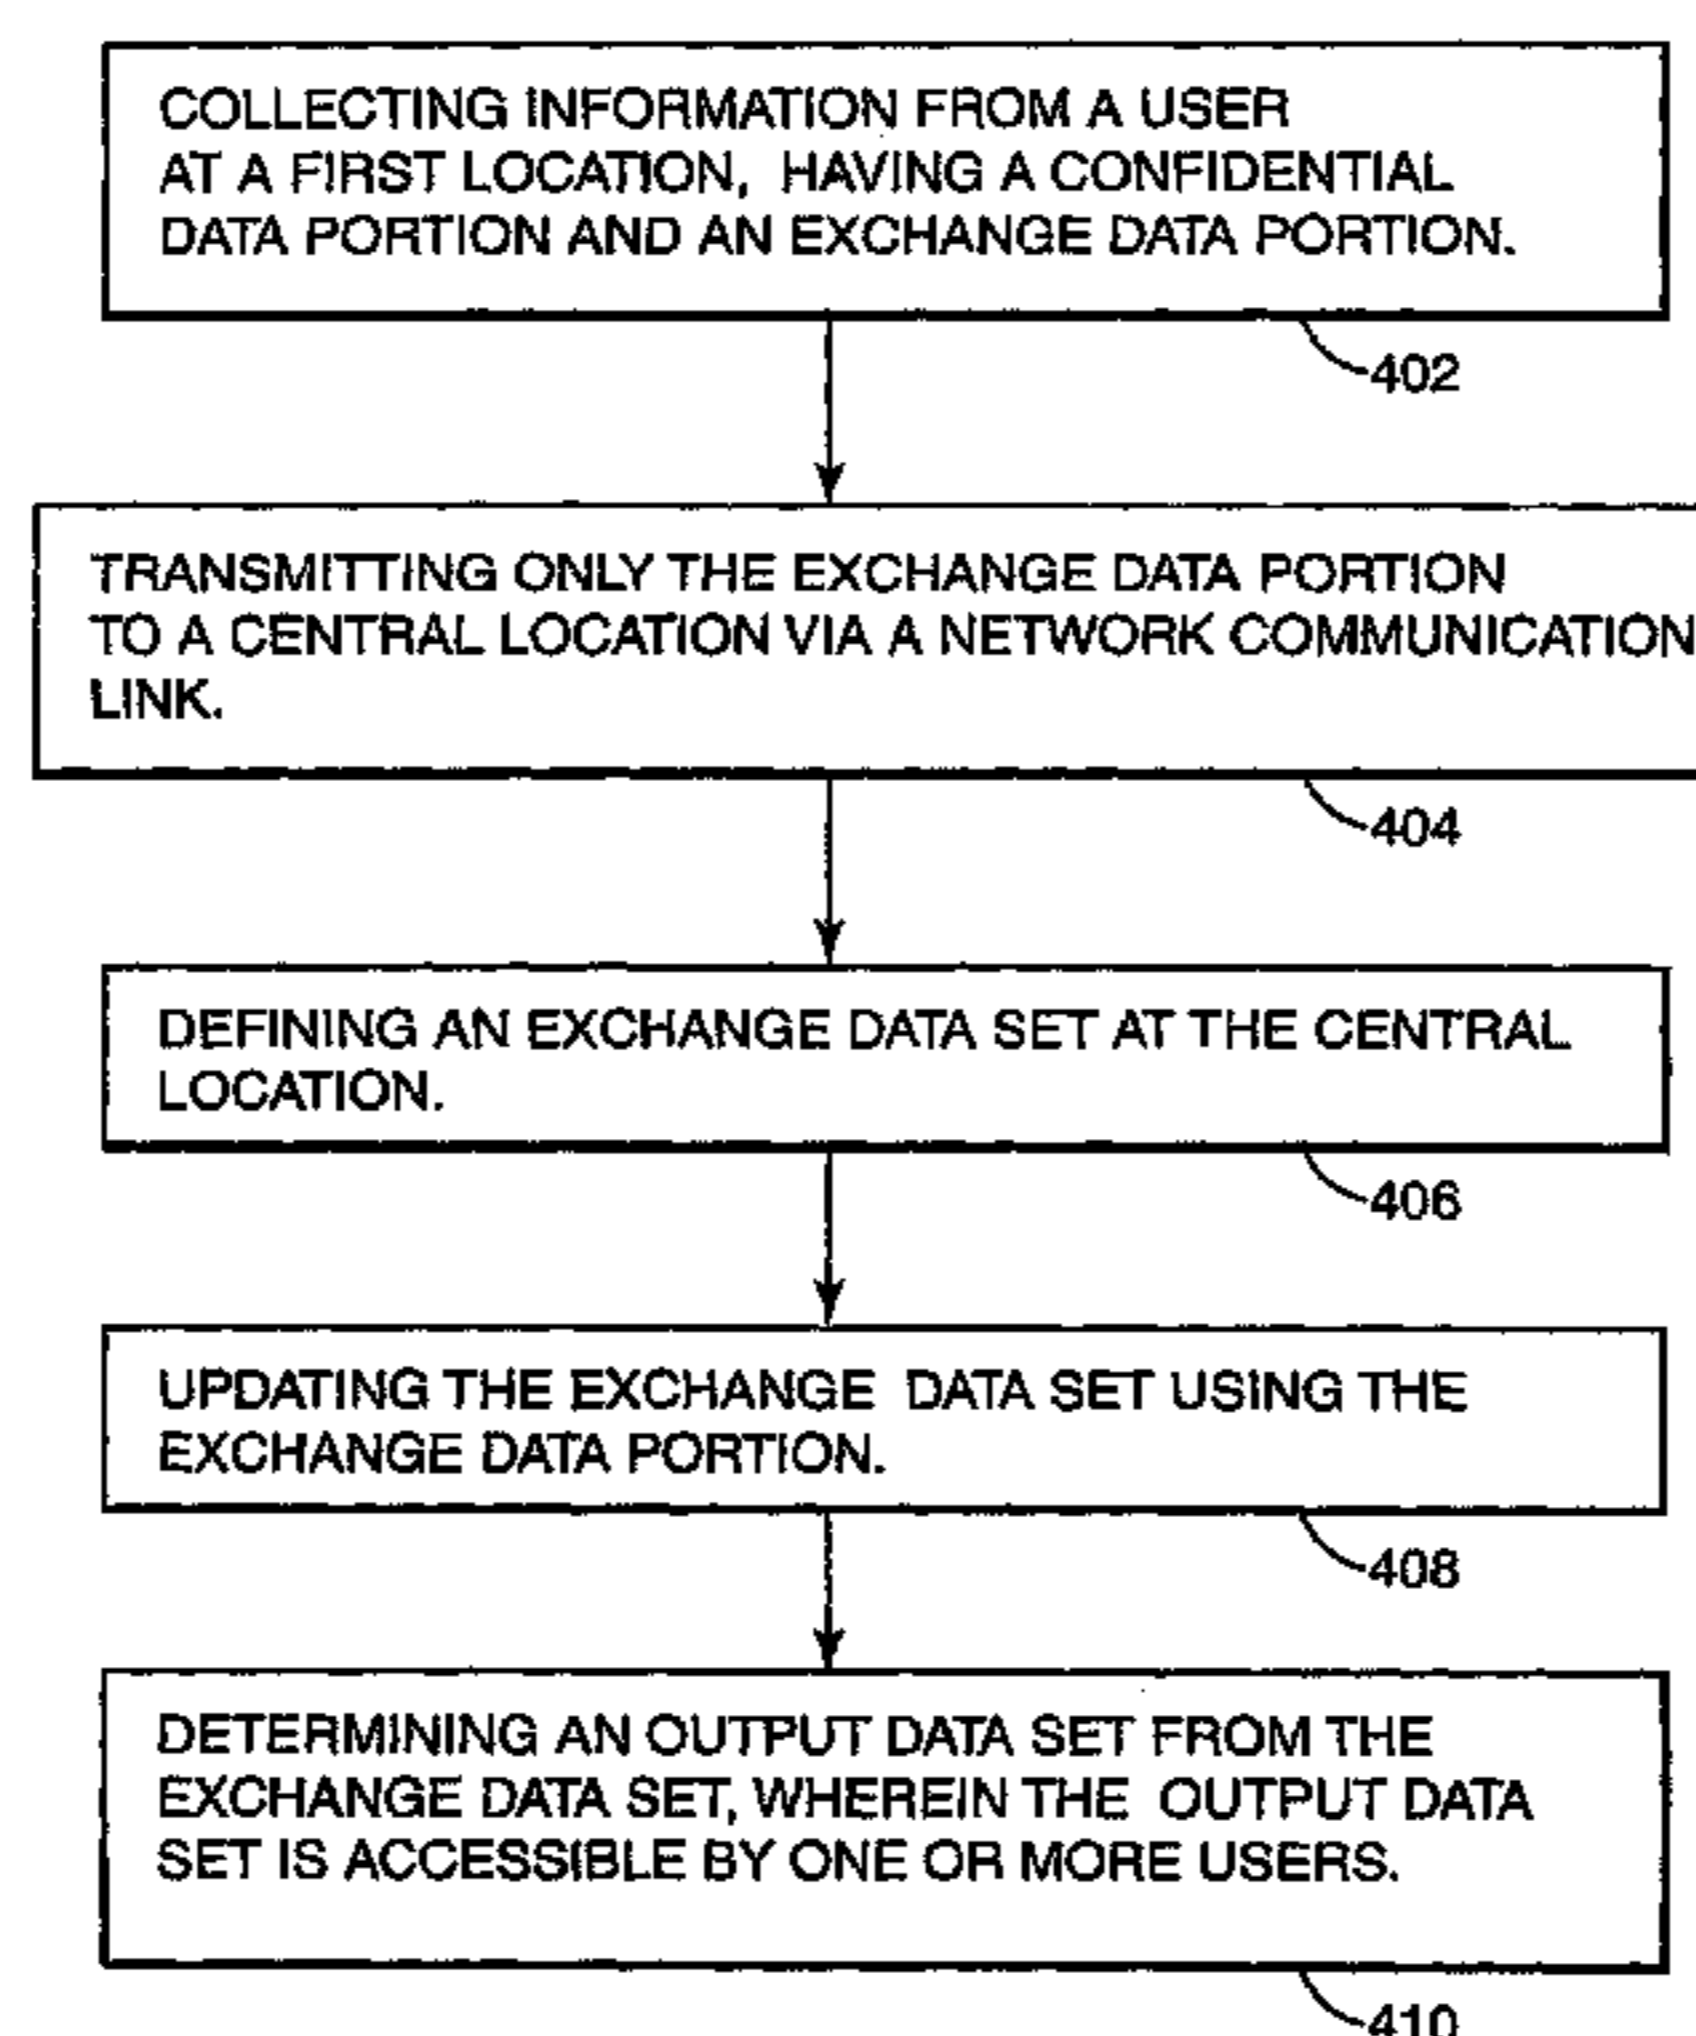 COLLECTING INFORMATION FROM A USER
AT A FIRST LOCATION, HAVING A CONFIDENTIAL
DATA PORTION AND AN EXCHANGE DATA PORTION.
402
TRANSMITTING ONLY THE EXCHANGE DATA PORTION
TO A CENTRAL LOCATION VIA A NETWORK COMMUNICATION
LINK.
404
DEFINING AN EXCHANGE DATA SET AT THE CENTRAL
LOCATION.
406
UPDATING THE EXCHANGE DATA SET USING THE
EXCHANGE DATA PORTION.
408
DETERMINING AN OUTPUT DATA SET FROM THE
EXCHANGE DATA SET, WHEREIN THE OUTPUT DATA
SET IS ACCESSIBLE BY ONE OR MORE USERS.
410